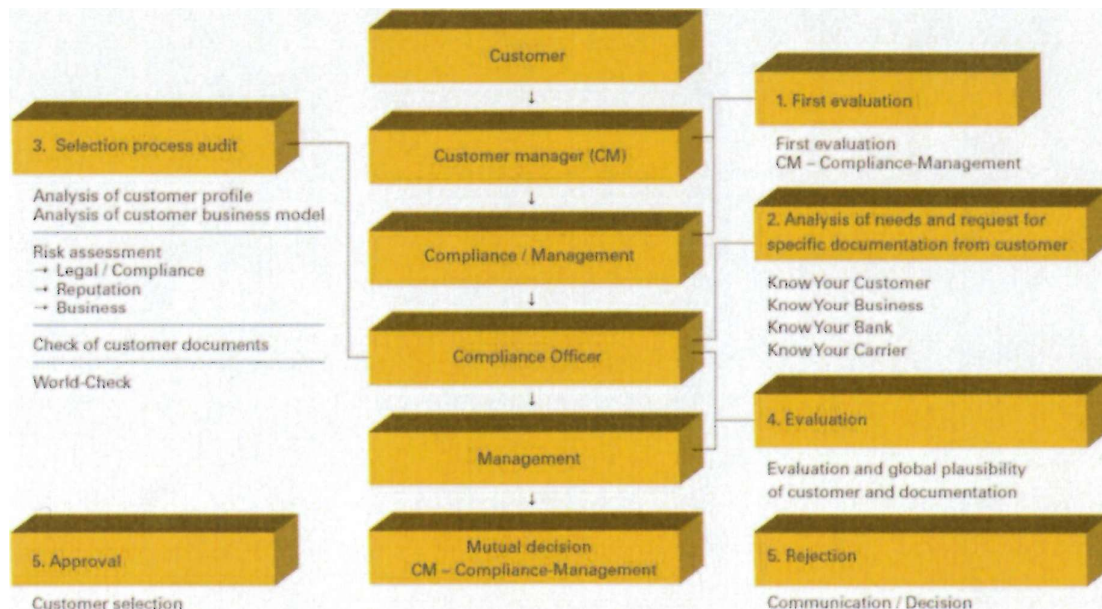 Customer
Customer manager (CM)
Compliance / Management
Compliance Officer
Management
Mutual decision
CM – Compliance-Management
1. First evaluation
First evaluation
CM – Compliance-Management
2. Analysis of needs and request for
specific documentation from customer
Know Your Customer
Know Your Business
Know Your Bank
Know Your Carrier
3. Selection process audit
Analysis of customer profile
Analysis of customer business model
Risk assessment
→ Legal / Compliance
→ Reputation
→ Business
Check of customer documents
World-Check
4. Evaluation
Evaluation and global plausibility
of customer and documentation
5. Approval
Customer selection
5. Rejection
Communication / Decision